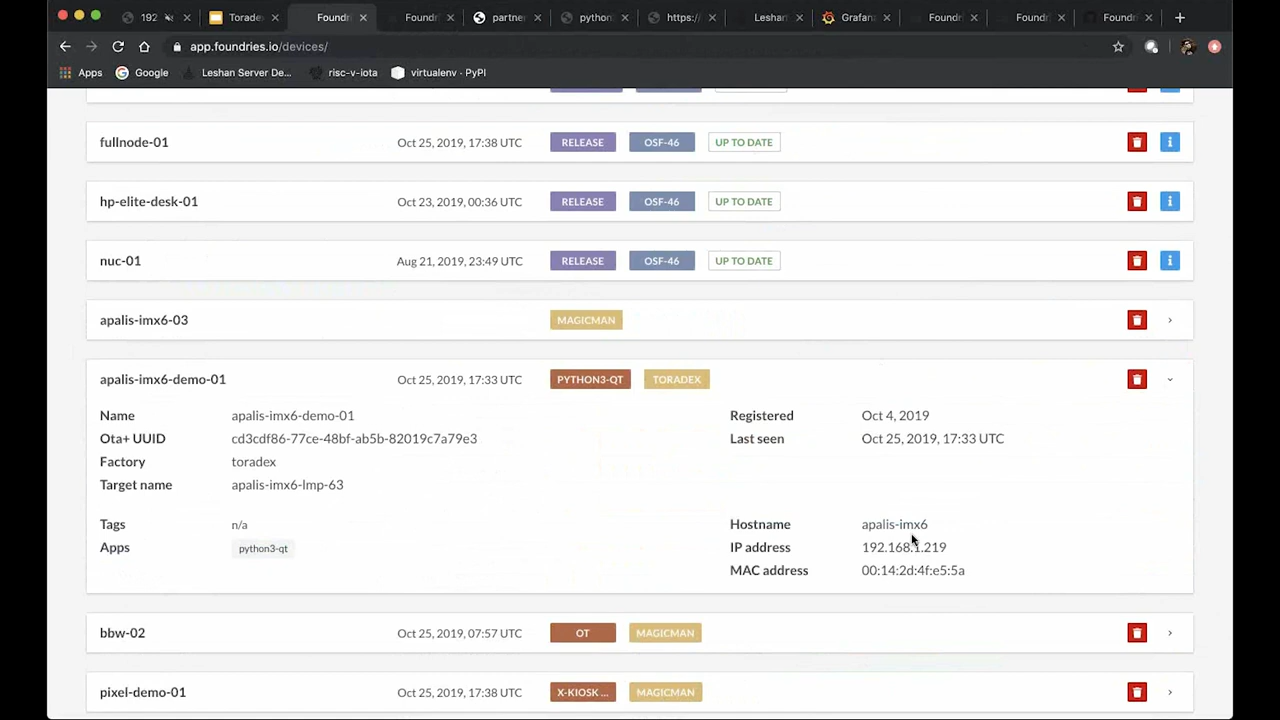 192 Toradex Foundri Foundri partner python https:/ Leshan Grafana Foundri Foundri Foundri
app.foundries.io/devices/
Apps Google Leshan Server De... risc-v-iota virtualenv · PyPI
fullnode-01 Oct 25, 2019, 17:38 UTC RELEASE OSF-46 UP TO DATE
hp-elite-desk-01 Oct 23, 2019, 00:36 UTC RELEASE OSF-46 UP TO DATE
nuc-01 Aug 21, 2019, 23:49 UTC RELEASE OSF-46 UP TO DATE
apalis-imx6-03 MAGICMAN
apalis-imx6-demo-01 Oct 25, 2019, 17:33 UTC PYTHON3-QT TORADEX
Name apalis-imx6-demo-01 Registered Oct 4, 2019
Ota+ UUID cd3cdf86-77ce-48bf-ab5b-82019c7a79e3 Last seen Oct 25, 2019, 17:33 UTC
Factory toradex
Target name apalis-imx6-lmp-63
Tags n/a Hostname apalis-imx6
Apps python3-qt IP address 192.168.1.219
MAC address 00:14:2d:4f:e5:5a
bbw-02 Oct 25, 2019, 07:57 UTC OT MAGICMAN
pixel-demo-01 Oct 25, 2019, 17:38 UTC X-KIOSK ... MAGICMAN